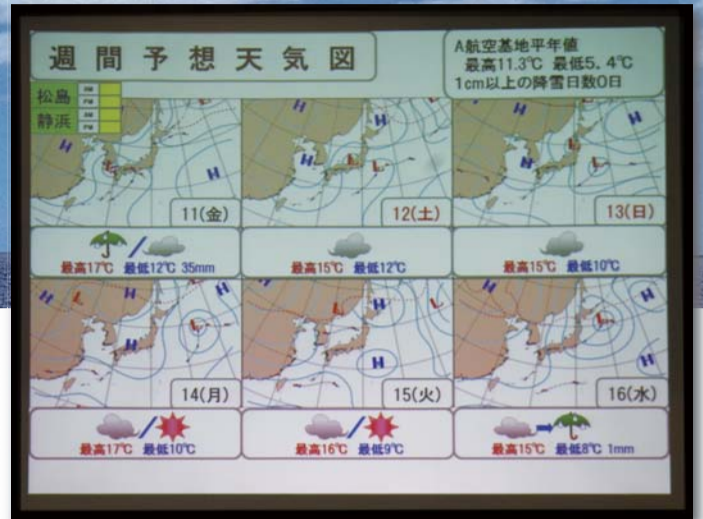 週間予想天気図
A航空基地平年値
最高11.3℃ 最低5.4℃
1cm以上の降雪日数0日
松島 AM
PM
静浜 AM
PM
H L H L H
11(金)
H H L L
12(土)
H H L L
13(日)
最高17℃ 最低12℃ 35mm
最高15℃ 最低12℃
最高15℃ 最低10℃
H L H H L
14(月)
H L H L H
15(火)
H H L H
16(水)
最高17℃ 最低10℃
最高16℃ 最低9℃
最高15℃ 最低8℃ 1mm